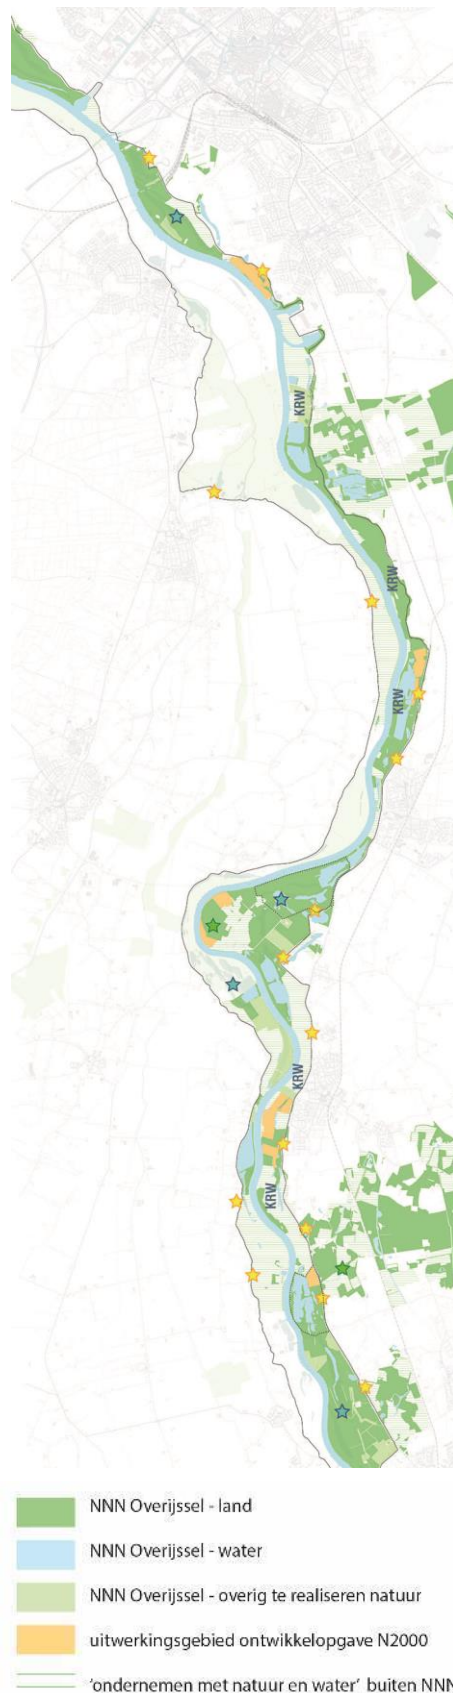 KRW
KRW
KRW
KRW
KRW
NNN Overijssel - land
NNN Overijssel - water
NNN Overijssel - overig te realiseren natuur
uitwerkingsgebied ontwikkelopgave N2000
'ondernemen met natuur en water' buiten NNN